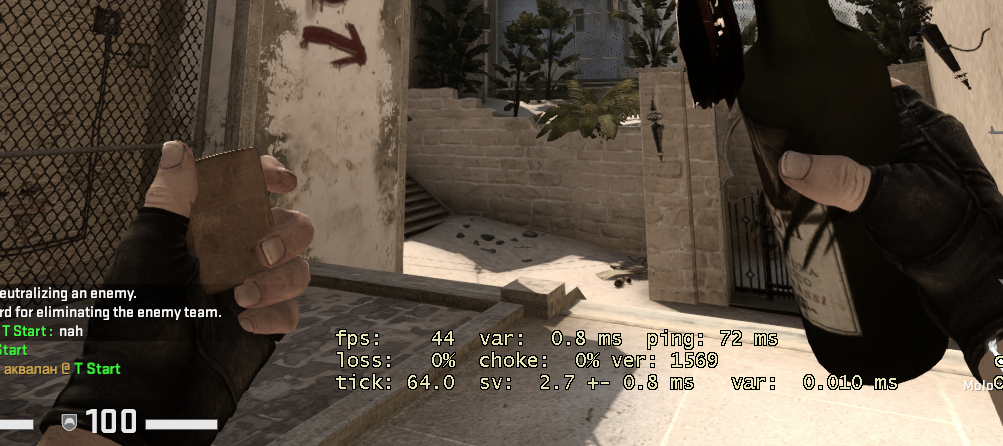 eutralizing an enemy.
rd for eliminating the enemy team.
T Start : nah
Start
аквалан @ T Start
fps: 44 var: 0.8 ms ping: 72 ms
loss: 0% choke: 0% ver: 1569
tick: 64.0 sv: 2.7 +- 0.8 ms var: 0.010 ms
Molo
100